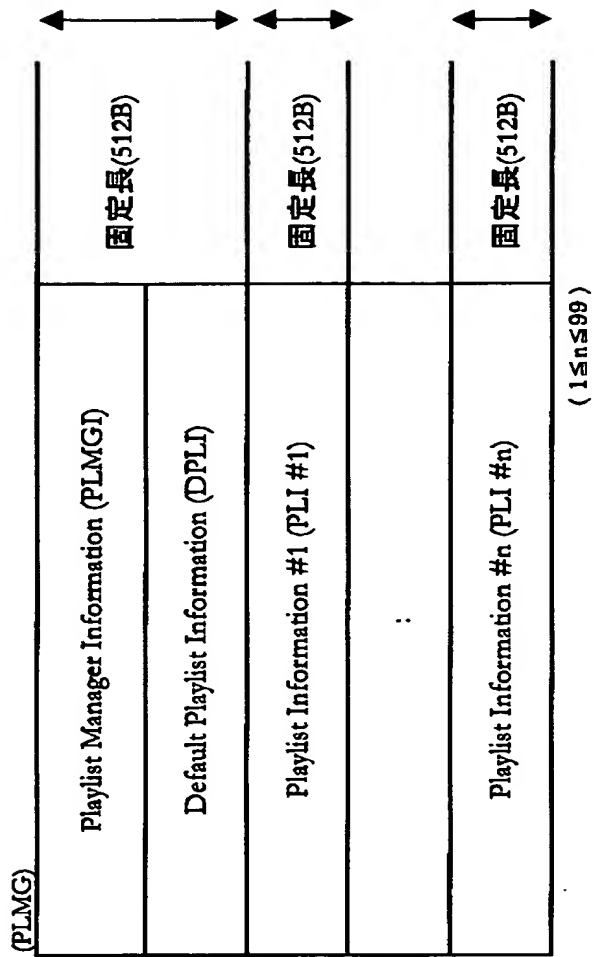 (PLMG)
Playlist Manager Information (PLMGI)
固定長(512B)
Default Playlist Information (DPLI)
Playlist Information #1 (PLI #1)
固定長(512B)
:
Playlist Information #n (PLI #n)
固定長(512B)
(1≦n≦99)